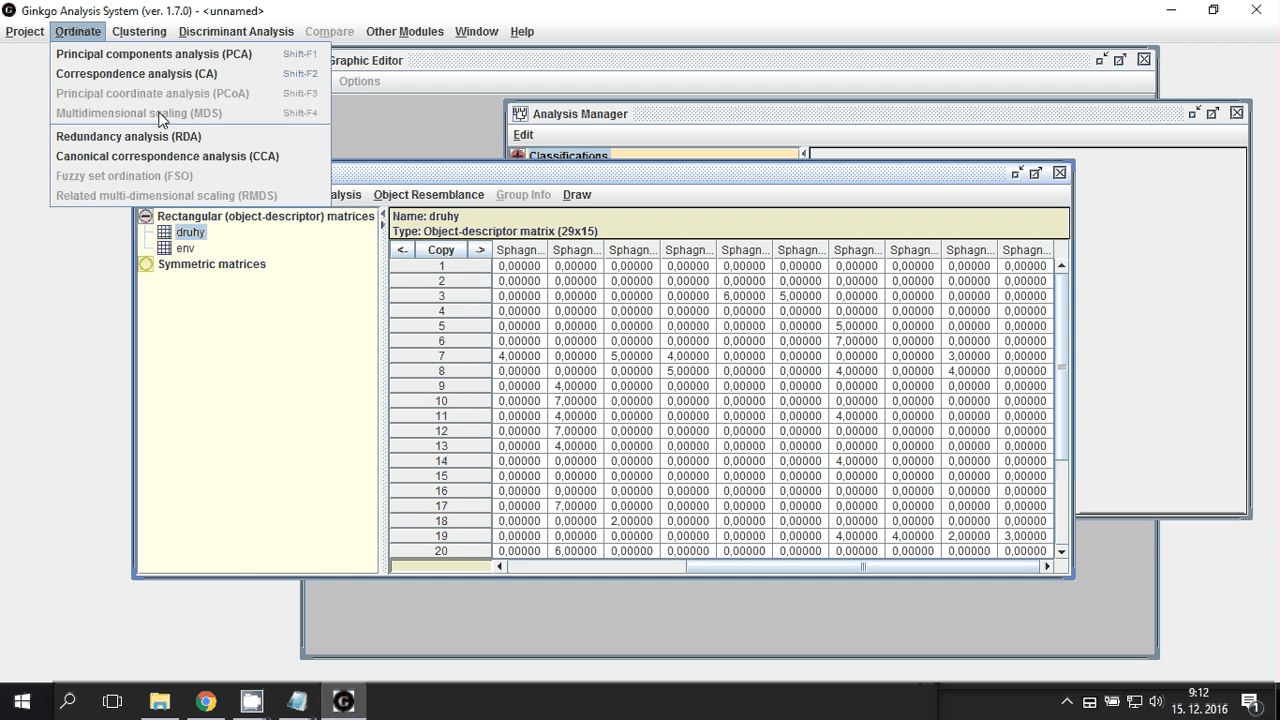 Ginkgo Analysis System (ver. 1.7.0) - <unnamed>
Project Ordinate Clustering Discriminant Analysis Compare Other Modules Window Help
Principal components analysis (PCA) Shift-F1
Correspondence analysis (CA) Shift-F2
Principal coordinate analysis (PCoA) Shift-F3
Multidimensional scaling (MDS) Shift-F4
Redundancy analysis (RDA)
Canonical correspondence analysis (CCA)
Fuzzy set ordination (FSO)
Related multi-dimensional scaling (RMDS)
Graphic Editor
Options
Analysis Manager
Edit
Classifications
Object Resemblance Group Info Draw
Rectangular (object-descriptor) matrices
druhy
env
Symmetric matrices
Name: druhy
Type: Object-descriptor matrix (29x15)
<- Copy -> Sphagn... Sphagn... Sphagn... Sphagn... Sphagn... Sphagn... Sphagn... Sphagn... Sphagn... Sphagn...
1 0,00000 0,00000 0,00000 0,00000 0,00000 0,00000 0,00000 0,00000 0,00000 0,00000
2 0,00000 0,00000 0,00000 0,00000 0,00000 0,00000 0,00000 0,00000 0,00000 0,00000
3 0,00000 0,00000 0,00000 0,00000 6,00000 5,00000 0,00000 0,00000 0,00000 0,00000
4 0,00000 0,00000 0,00000 0,00000 0,00000 0,00000 0,00000 0,00000 0,00000 0,00000
5 0,00000 0,00000 0,00000 0,00000 0,00000 0,00000 5,00000 0,00000 0,00000 0,00000
6 0,00000 0,00000 0,00000 0,00000 0,00000 0,00000 7,00000 0,00000 0,00000 0,00000
7 4,00000 0,00000 5,00000 4,00000 0,00000 0,00000 0,00000 0,00000 3,00000 0,00000
8 0,00000 0,00000 0,00000 5,00000 0,00000 0,00000 4,00000 0,00000 4,00000 0,00000
9 0,00000 4,00000 0,00000 0,00000 0,00000 0,00000 0,00000 0,00000 0,00000 0,00000
10 0,00000 7,00000 0,00000 0,00000 0,00000 0,00000 0,00000 0,00000 0,00000 0,00000
11 0,00000 4,00000 0,00000 0,00000 0,00000 0,00000 4,00000 0,00000 0,00000 0,00000
12 0,00000 7,00000 0,00000 0,00000 0,00000 0,00000 0,00000 0,00000 0,00000 0,00000
13 0,00000 4,00000 0,00000 0,00000 0,00000 0,00000 0,00000 0,00000 0,00000 0,00000
14 0,00000 0,00000 0,00000 0,00000 0,00000 0,00000 4,00000 0,00000 0,00000 0,00000
15 0,00000 0,00000 0,00000 0,00000 0,00000 0,00000 0,00000 0,00000 0,00000 0,00000
16 0,00000 0,00000 0,00000 0,00000 0,00000 0,00000 0,00000 0,00000 0,00000 0,00000
17 0,00000 7,00000 0,00000 0,00000 0,00000 0,00000 0,00000 0,00000 0,00000 0,00000
18 0,00000 0,00000 2,00000 0,00000 0,00000 0,00000 0,00000 0,00000 0,00000 0,00000
19 0,00000 0,00000 0,00000 0,00000 0,00000 0,00000 4,00000 4,00000 2,00000 3,00000
20 0,00000 6,00000 0,00000 0,00000 0,00000 0,00000 0,00000 0,00000 0,00000 0,00000
9:12
15. 12. 2016
1